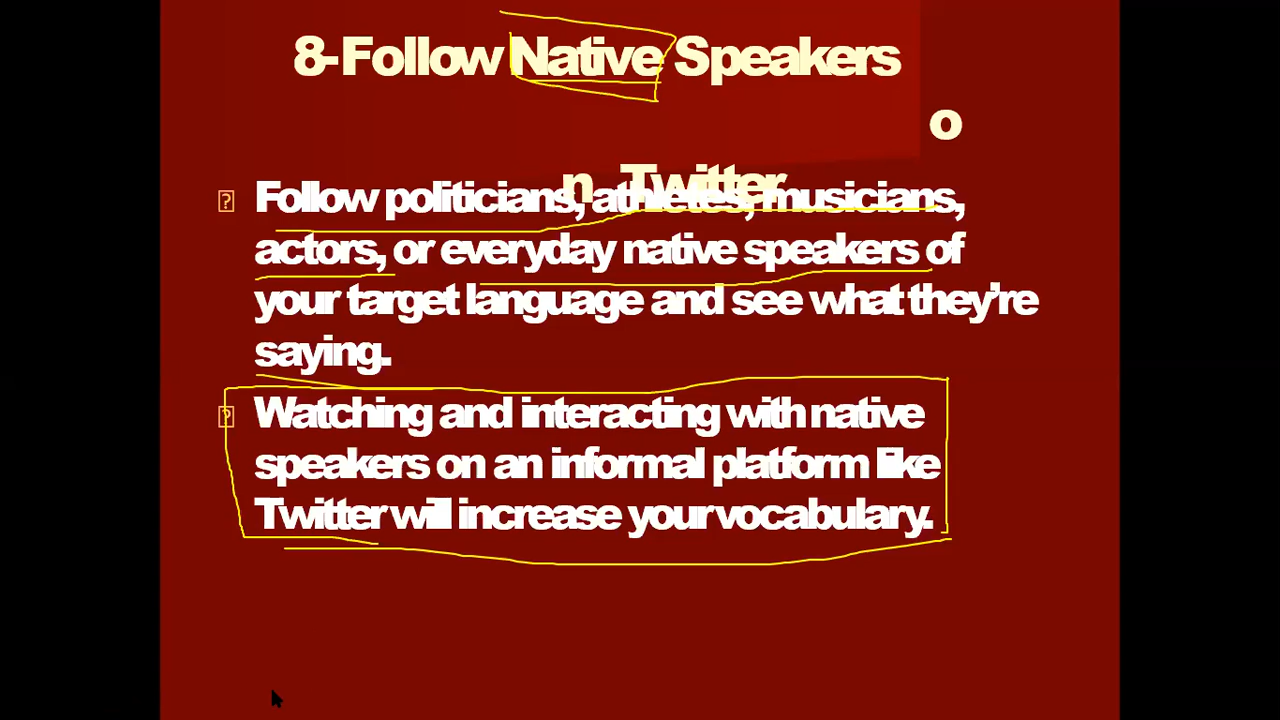 8-Follow Native Speakers
o
n Twitter
Follow politicians, athletes, musicians,
actors, or everyday native speakers of
your target language and see what they're
saying.
Watching and interacting with native
speakers on an informal platform like
Twitter will increase your vocabulary.